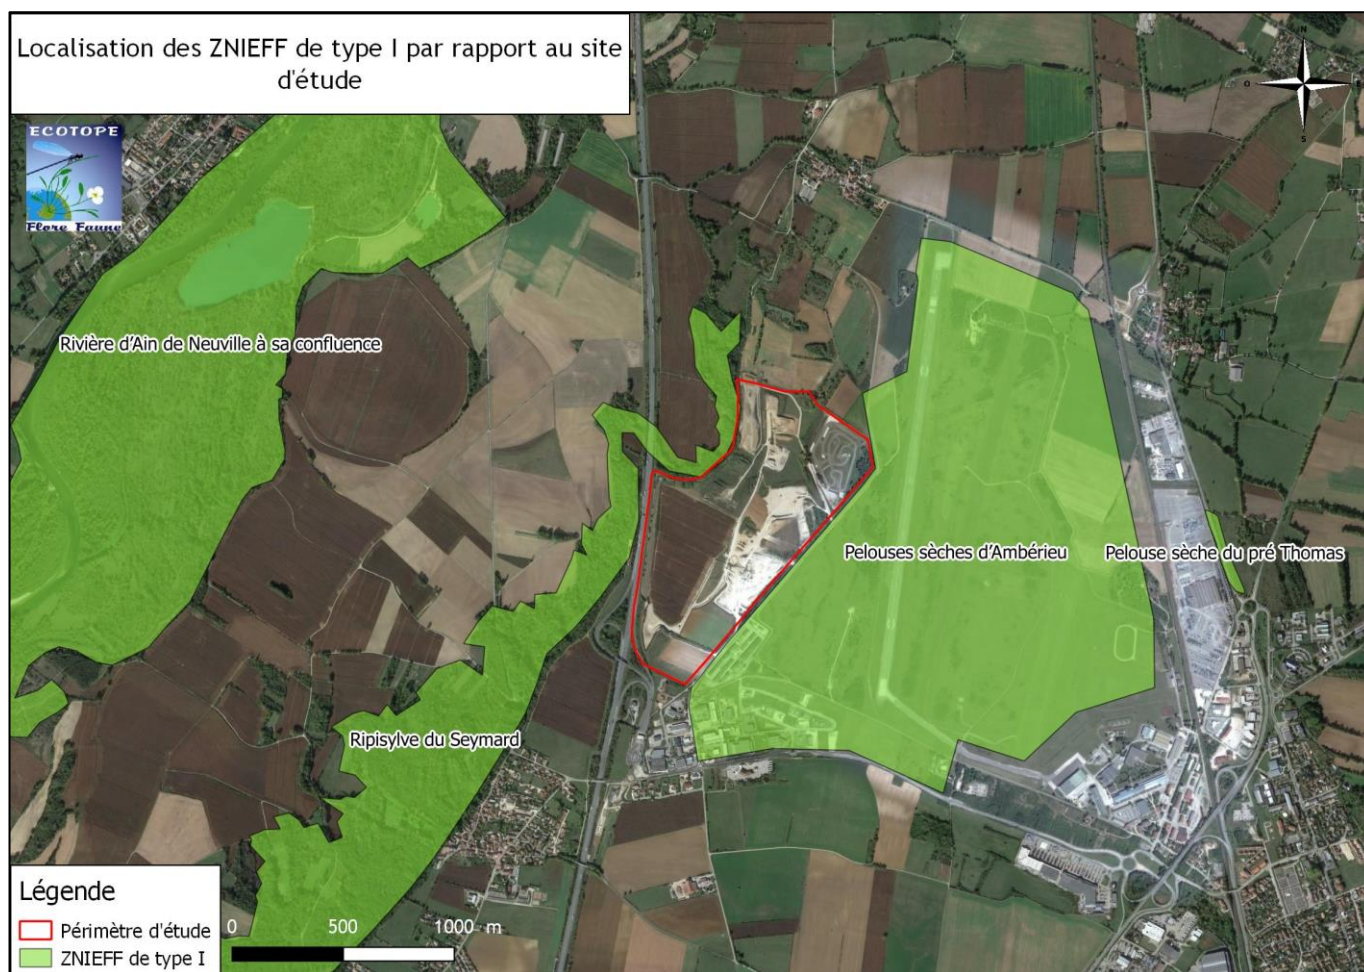 Localisation des ZNIEFF de type I par rapport au site
d'étude
ECOTOPE
Flore Faune
N
O
S
Rivière d'Ain de Neuville à sa confluence
Pelouses sèches d'Ambérieu
Pelouse sèche du pré Thomas
Ripisylve du Seymard
Légende
Périmètre d'étude
ZNIEFF de type I
0 500 1000 m